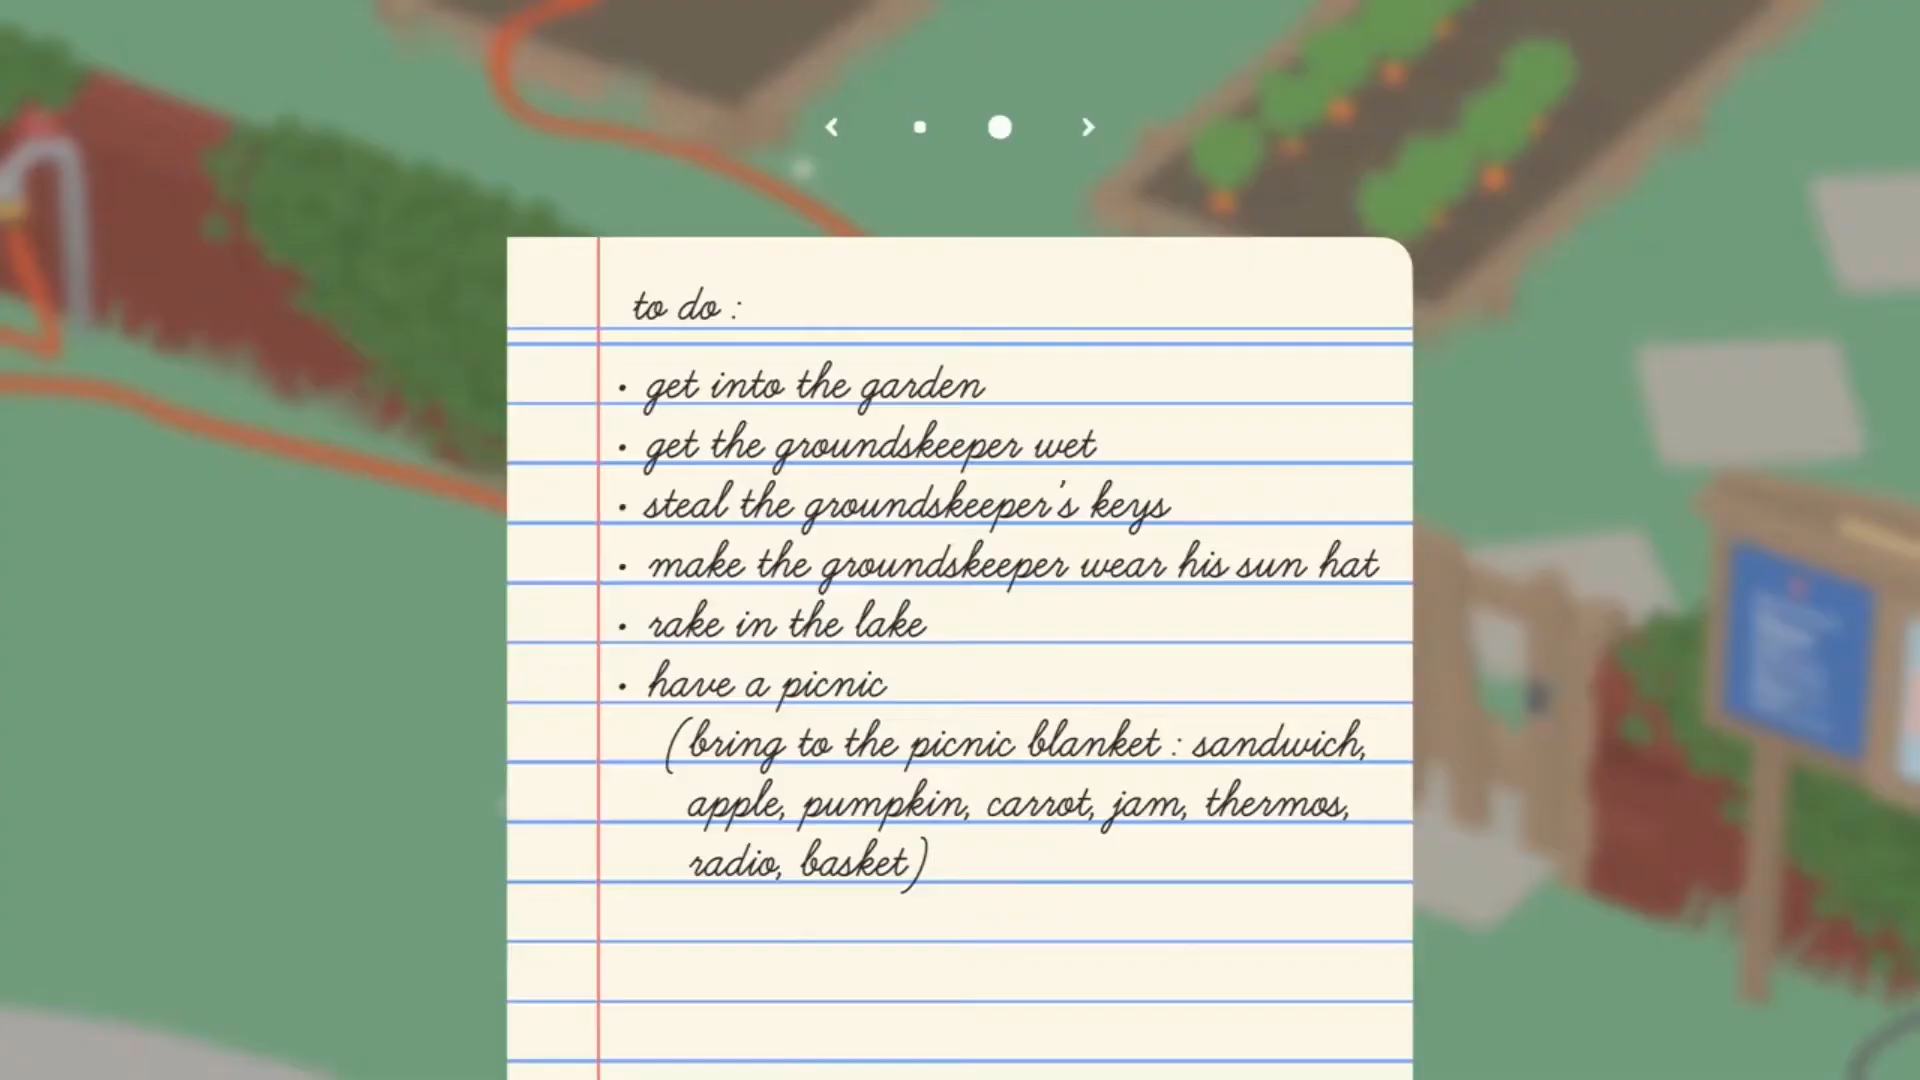 to do :
• get into the garden
• get the groundskeeper wet
• steal the groundskeeper's keys
• make the groundskeeper wear his sun hat
• rake in the lake
• have a picnic
(bring to the picnic blanket : sandwich,
apple, pumpkin, carrot, jam, thermos,
radio, basket)